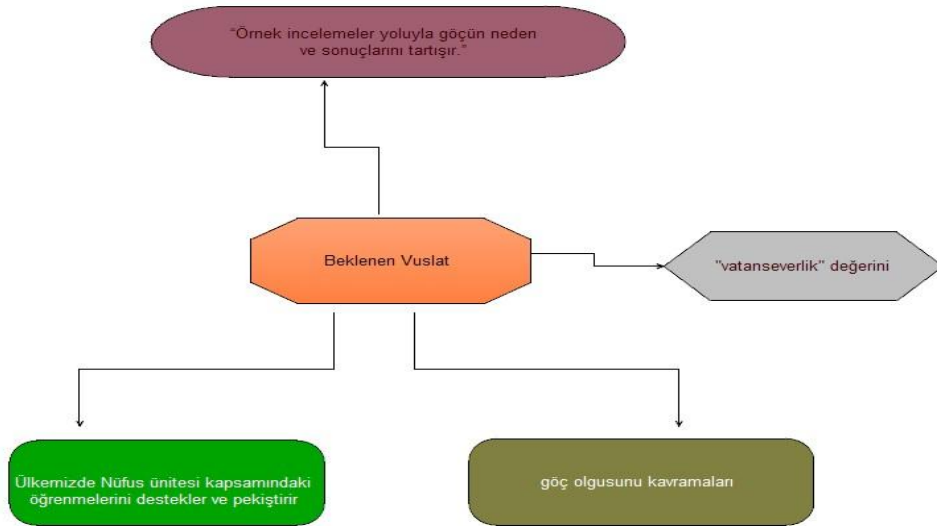 “Örnek incelemeler yoluyla göçün neden
ve sonuçlarını tartışır.”
Beklenen Vuslat
"vatanseverlik" değerini
Ülkemizde Nüfus ünitesi kapsamındaki
öğrenmelerini destekler ve pekiştirir
göç olgusunu kavramaları